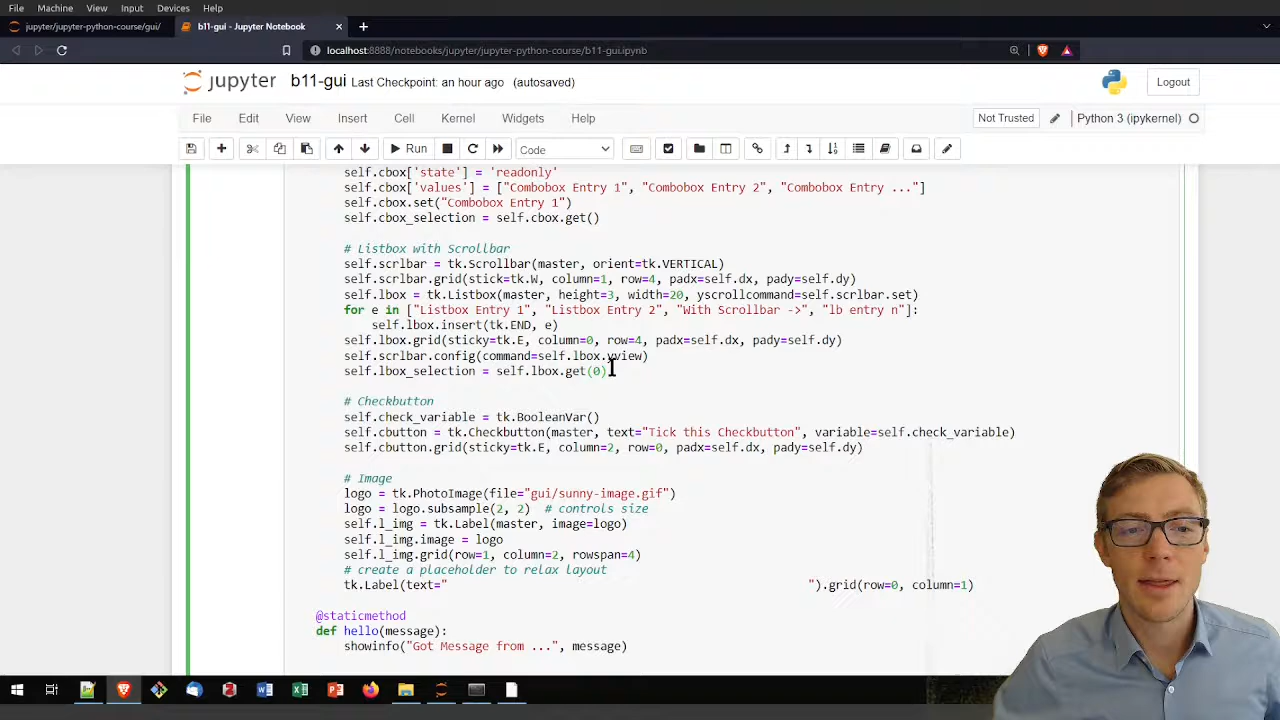 File Machine View Input Devices Help
jupyter/jupyter-python-course/gui/
b11-gui - Jupyter Notebook
localhost:8888/notebooks/jupyter/jupyter-python-course/b11-gui.ipynb
jupyter b11-gui Last Checkpoint: an hour ago (autosaved)
Logout
File Edit View Insert Cell Kernel Widgets Help
Not Trusted
Python 3 (ipykernel)
Run
Code
self.cbox['state'] = 'readonly'
self.cbox['values'] = ["Combobox Entry 1", "Combobox Entry 2", "Combobox Entry ..."]
self.cbox.set("Combobox Entry 1")
self.cbox_selection = self.cbox.get()
# Listbox with Scrollbar
self.scrlbar = tk.Scrollbar(master, orient=tk.VERTICAL)
self.scrlbar.grid(stick=tk.W, column=1, row=4, padx=self.dx, pady=self.dy)
self.lbox = tk.Listbox(master, height=3, width=20, yscrollcommand=self.scrlbar.set)
for e in ["Listbox Entry 1", "Listbox Entry 2", "With Scrollbar ->", "lb entry n"]:
self.lbox.insert(tk.END, e)
self.lbox.grid(sticky=tk.E, column=0, row=4, padx=self.dx, pady=self.dy)
self.scrlbar.config(command=self.lbox.yview)
self.lbox_selection = self.lbox.get(0)
# Checkbutton
self.check_variable = tk.BooleanVar()
self.cbutton = tk.Checkbutton(master, text="Tick this Checkbutton", variable=self.check_variable)
self.cbutton.grid(sticky=tk.E, column=2, row=0, padx=self.dx, pady=self.dy)
# Image
logo = tk.PhotoImage(file="gui/sunny-image.gif")
logo = logo.subsample(2, 2) # controls size
self.l_img = tk.Label(master, image=logo)
self.l_img.image = logo
self.l_img.grid(row=1, column=2, rowspan=4)
# create a placeholder to relax layout
tk.Label(text=" ").grid(row=0, column=1)
@staticmethod
def hello(message):
showinfo("Got Message from ...", message)